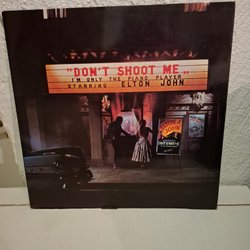 "DON'T SHOOT ME
I'M ONLY THE PIANO PLAYER
STARRING ELTON JOHN